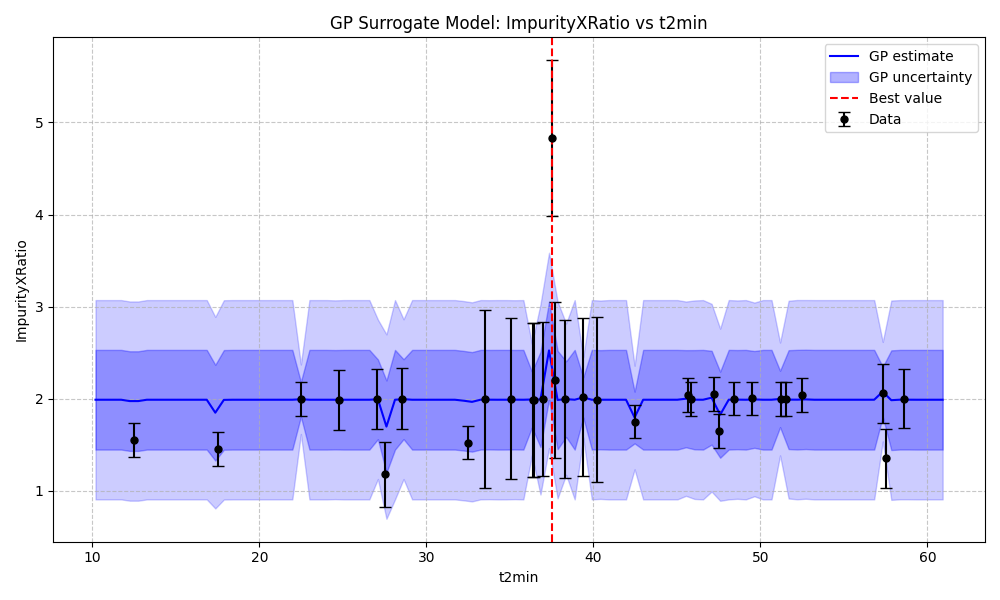 GP Surrogate Model: ImpurityXRatio vs t2min
GP estimate
GP uncertainty
Best value
Data
ImpurityXRatio
5
4
3
2
1
10 20 30 40 50 60
t2min